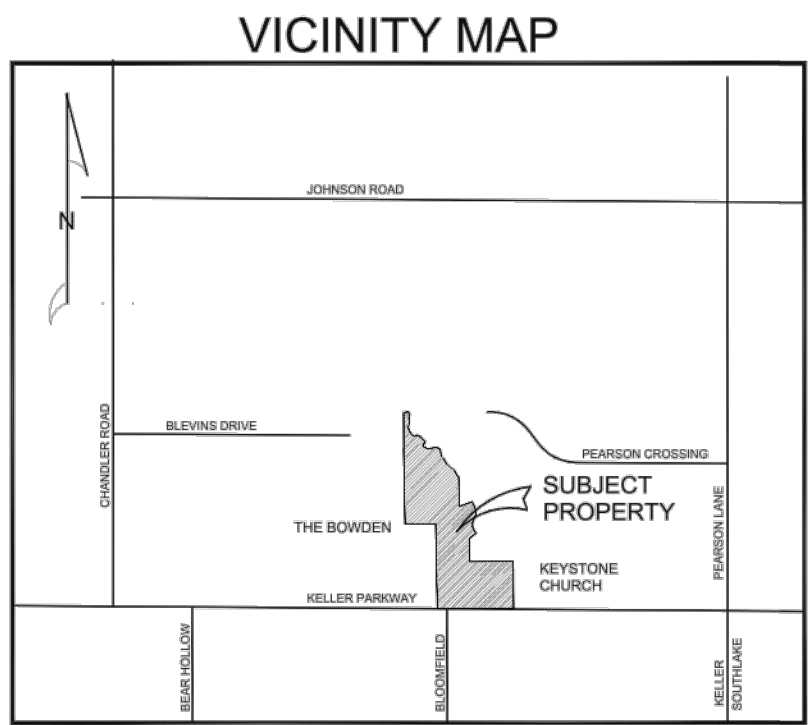 VICINITY MAP
JOHNSON ROAD
N
CHANDLER ROAD
BLEVINS DRIVE
PEARSON CROSSING
SUBJECT
PROPERTY
PEARSON LANE
THE BOWDEN
KEYSTONE
CHURCH
KELLER PARKWAY
BEAR HOLLOW
BLOOMFIELD
KELLER
SOUTHLAKE